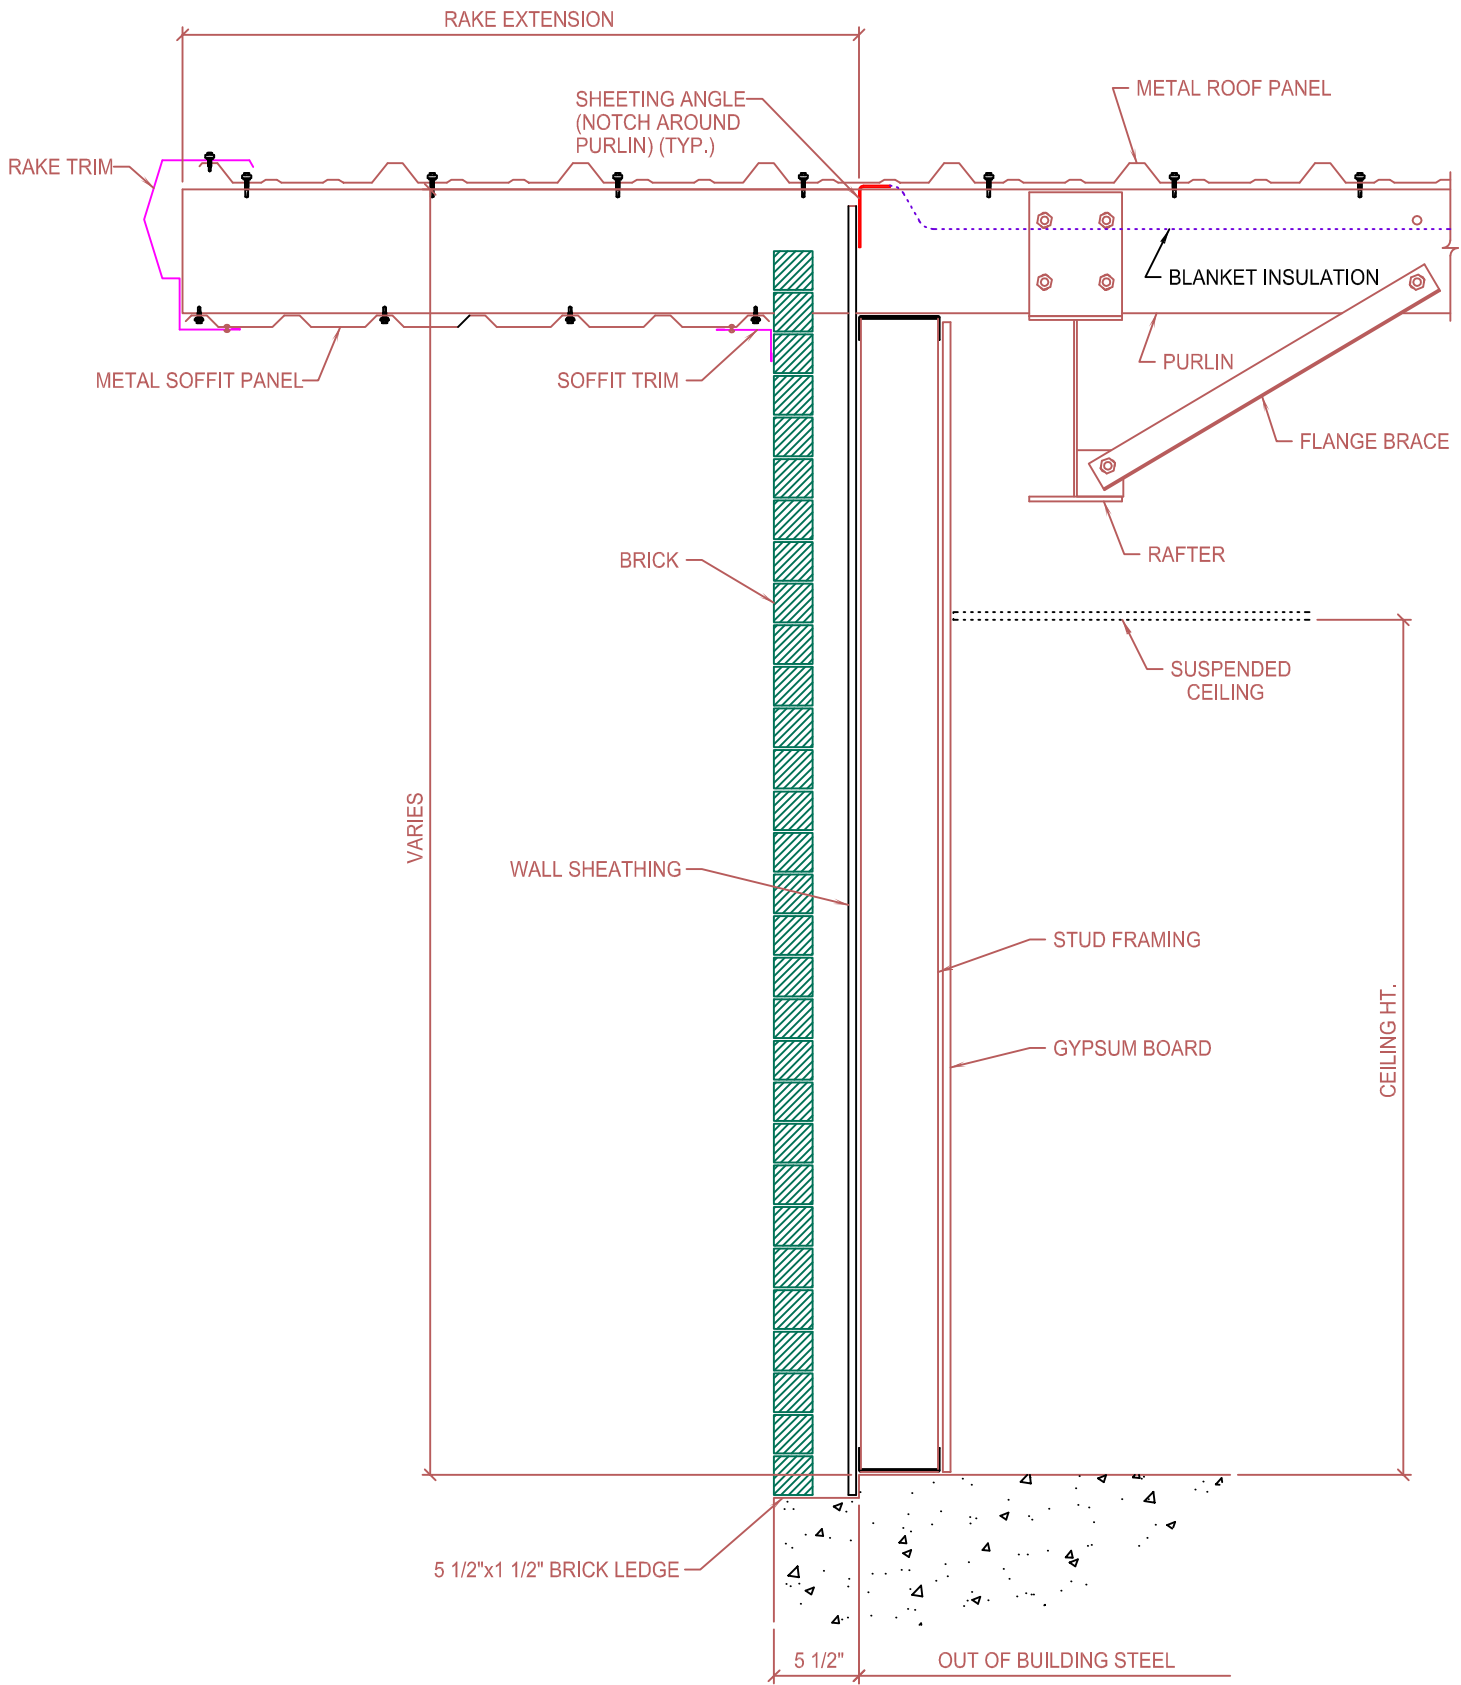 RAKE EXTENSION
SHEETING ANGLE
(NOTCH AROUND
PURLIN) (TYP.)
METAL ROOF PANEL
RAKE TRIM
BLANKET INSULATION
METAL SOFFIT PANEL
SOFFIT TRIM
PURLIN
FLANGE BRACE
BRICK
RAFTER
SUSPENDED
CEILING
VARIES
WALL SHEATHING
STUD FRAMING
CEILING HT.
GYPSUM BOARD
5 1/2"x1 1/2" BRICK LEDGE
5 1/2"
OUT OF BUILDING STEEL